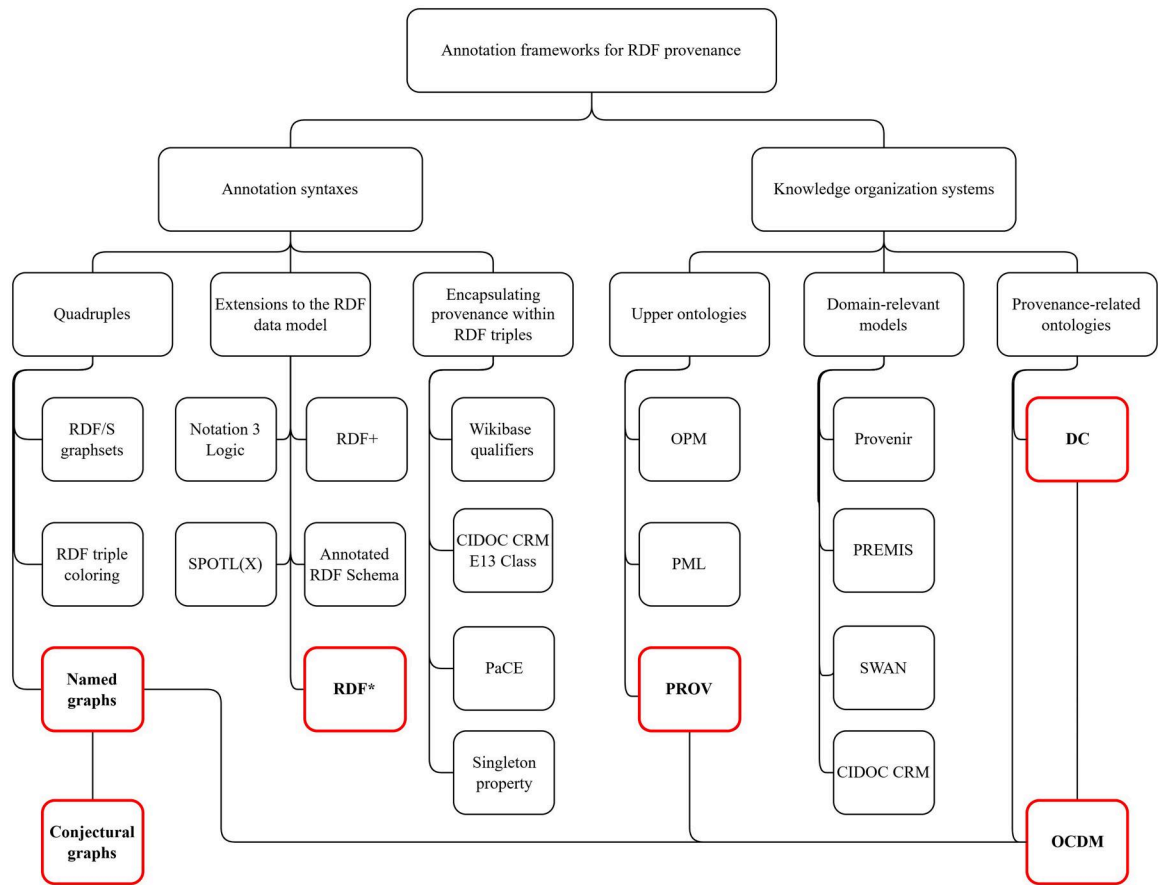 Annotation frameworks for RDF provenance
Annotation syntaxes
Knowledge organization systems
Quadruples
Extensions to the RDF
data model
Encapsulating
provenance within
RDF triples
Upper ontologies
Domain-relevant
models
Provenance-related
ontologies
RDF/S
graphsets
Notation 3
Logic
RDF+
Wikibase
qualifiers
OPM
Provenir
DC
RDF triple
coloring
SPOTL(X)
Annotated
RDF Schema
CIDOC CRM
E13 Class
PML
PREMIS
Named
graphs
RDF*
PaCE
PROV
SWAN
Singleton
property
CIDOC CRM
Conjectural
graphs
OCDM